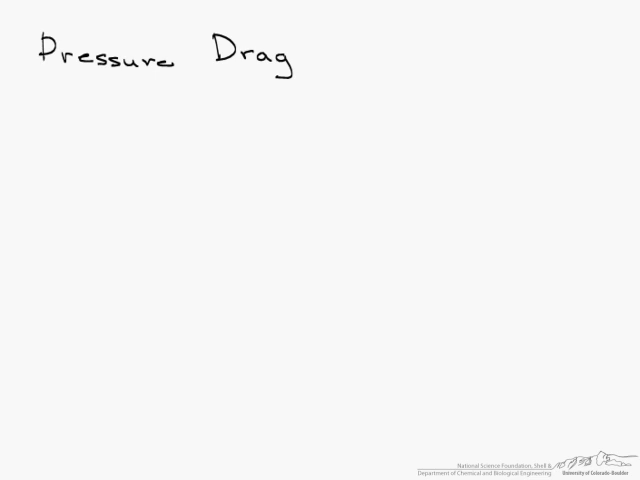 Pressure Drag
National Science Foundation, Shell &
Department of Chemical and Biological Engineering
University of Colorado-Boulder